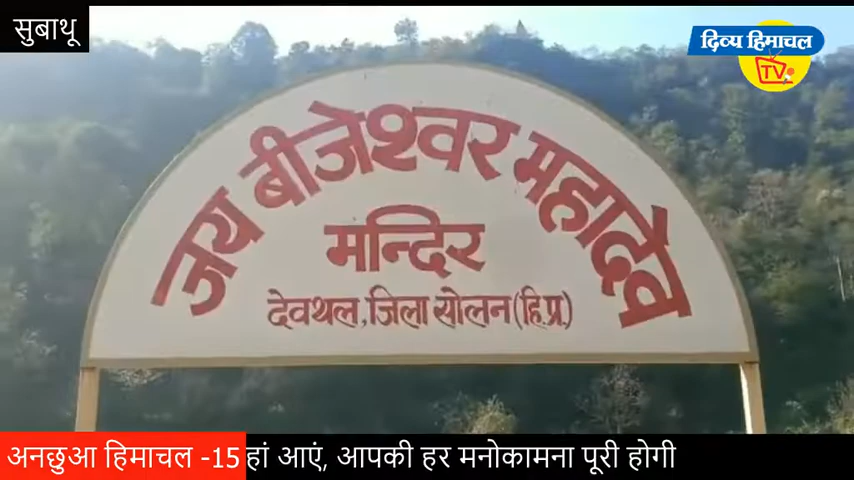 सुबाथू
दिव्य हिमाचल
TV
जय बीजेश्वर महादेव
मन्दिर
देवथल, जिला सोलन (हि.प्र.)
अनछुआ हिमाचल -15
हां आएं, आपकी हर मनोकामना पूरी होगी